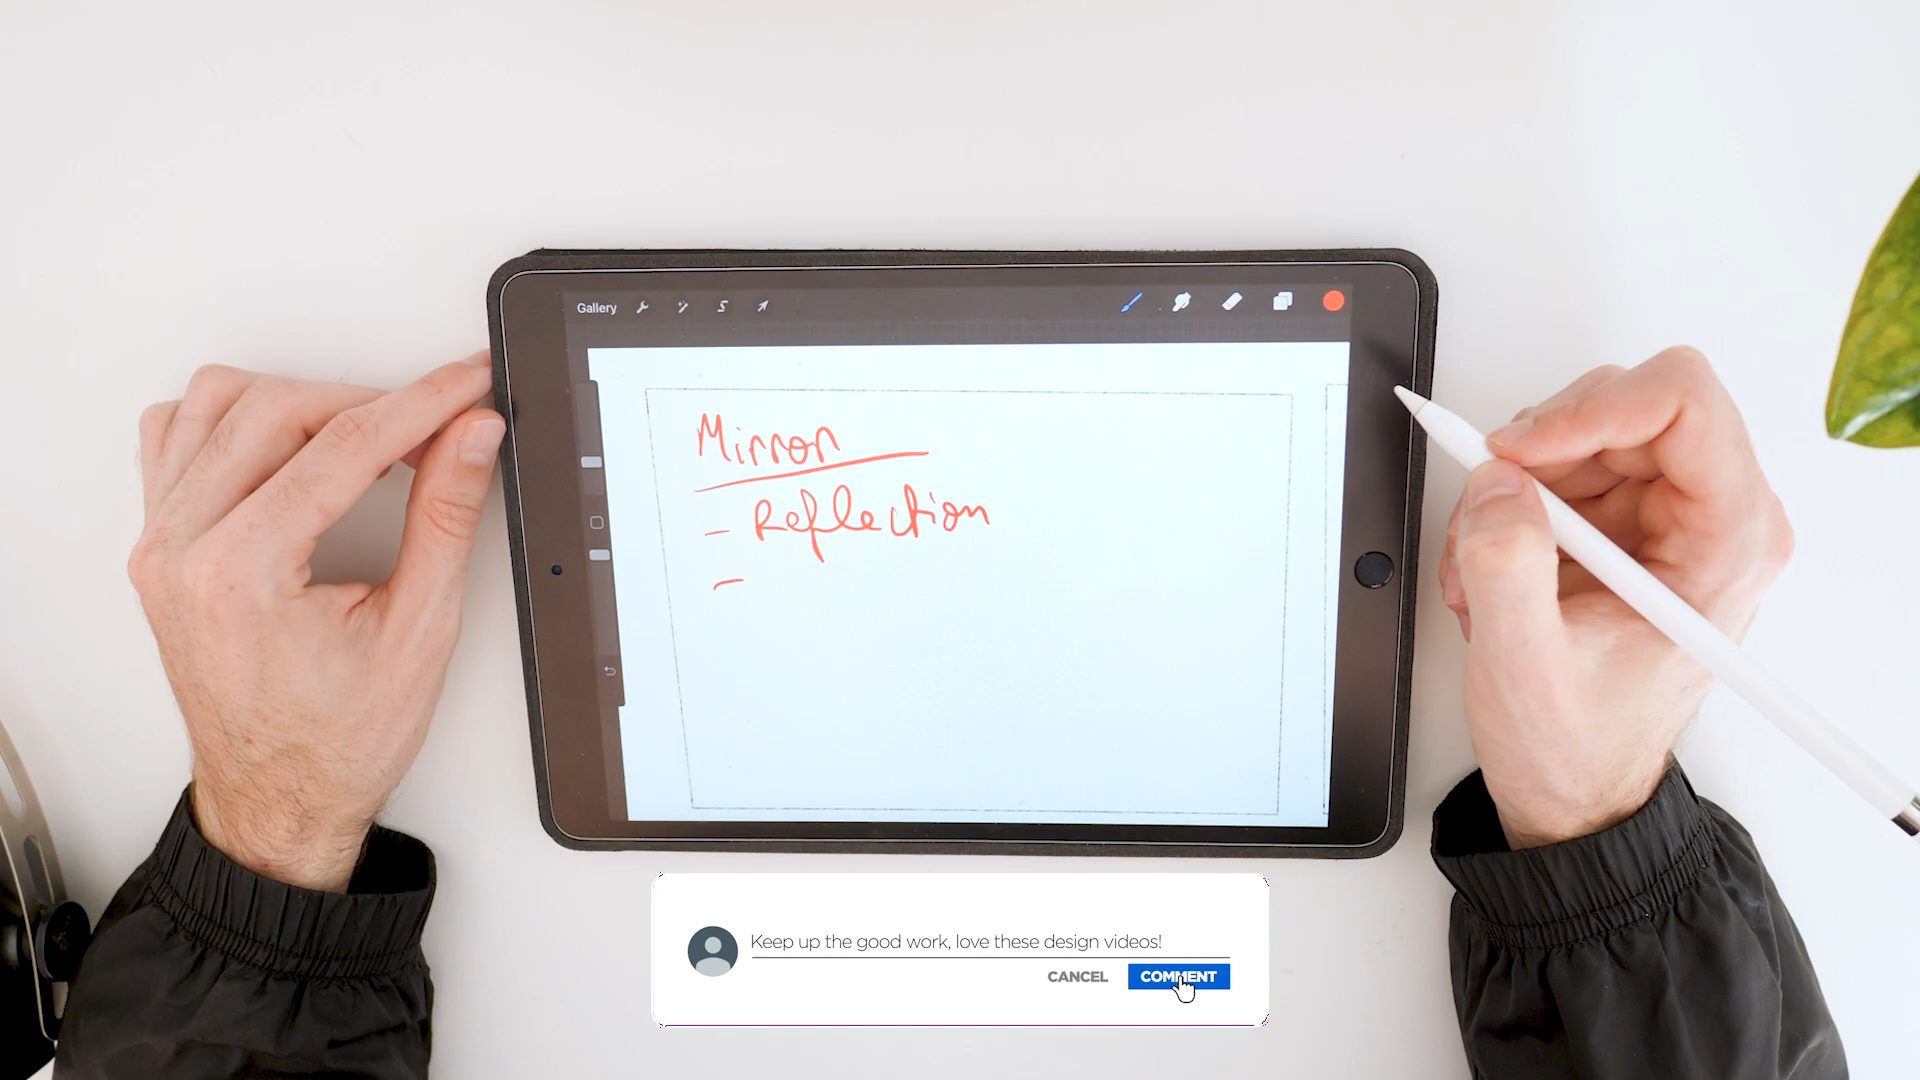 Gallery
Mirror
- Reflection
-
Keep up the good work, love these design videos!
CANCEL COMMENT